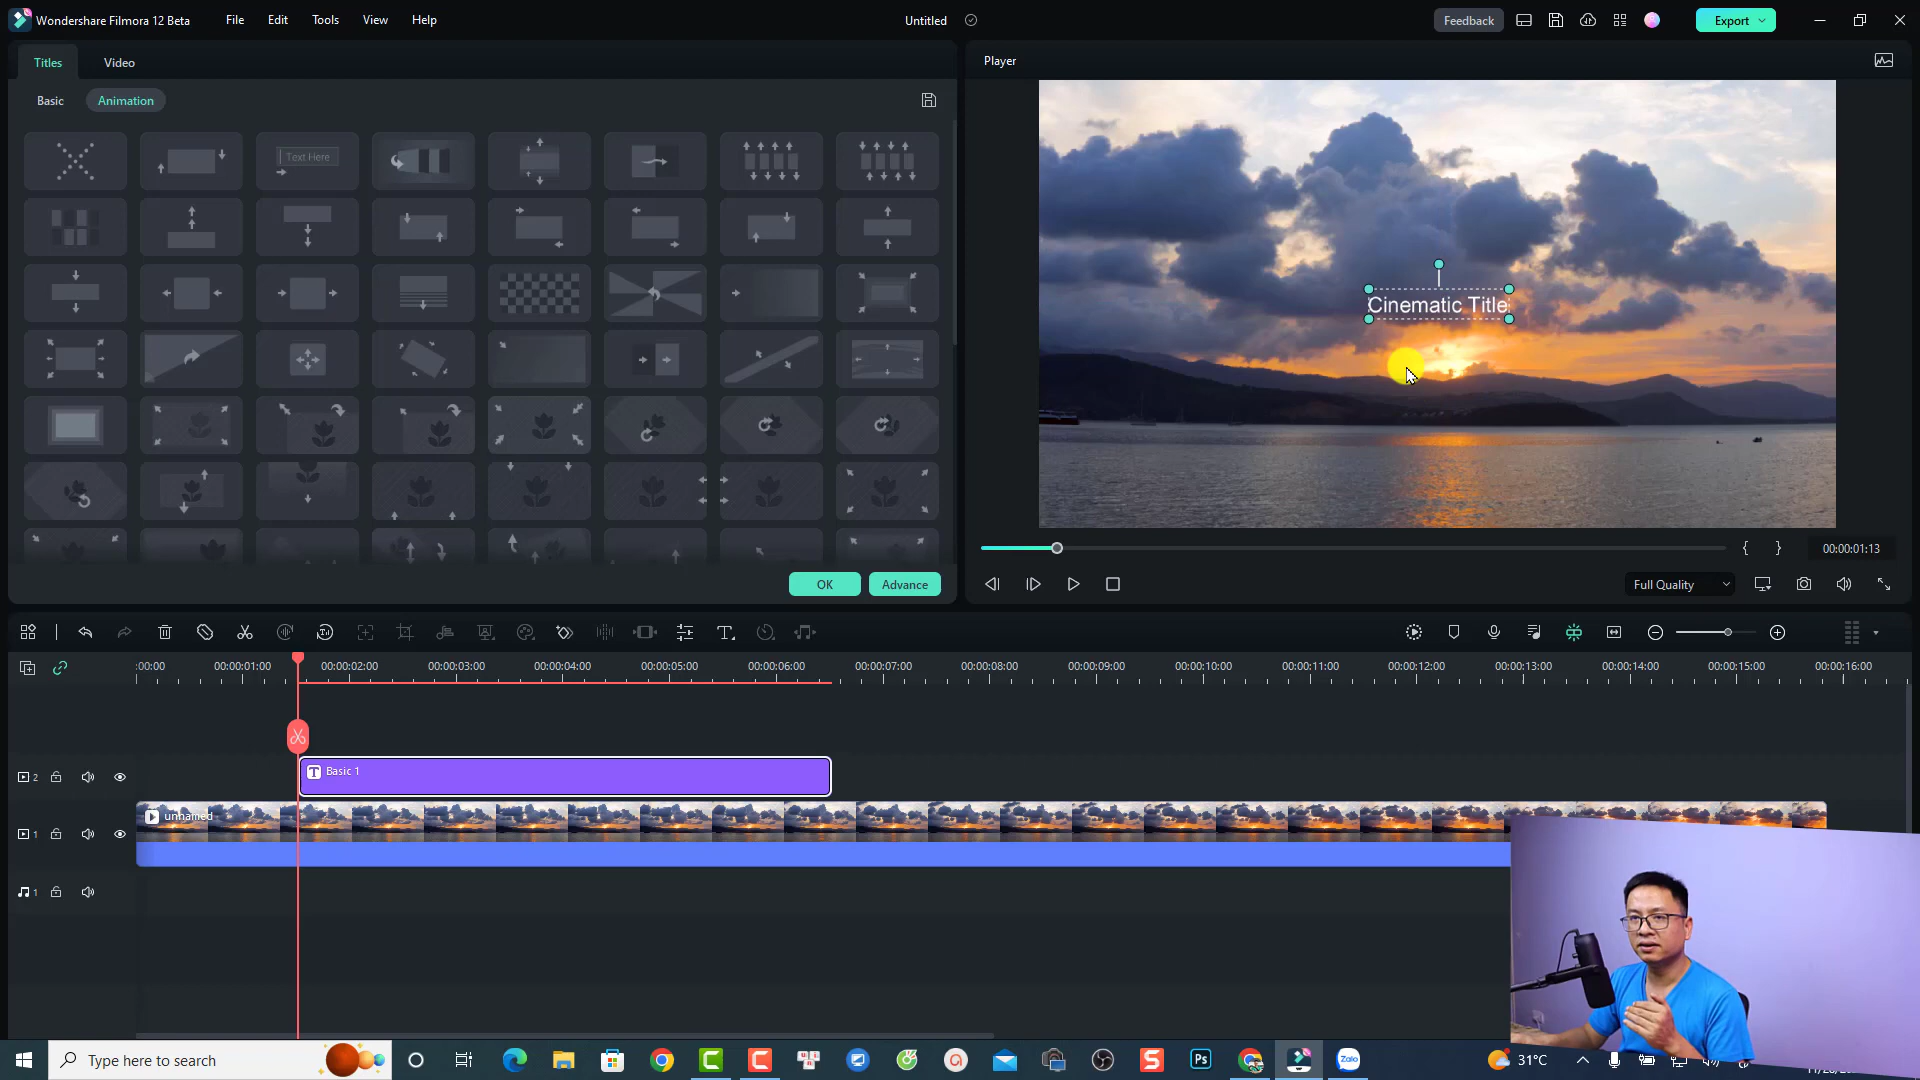 Wondershare Filmora 12 Beta
File
Edit
Tools
View
Help
Untitled
Feedback
Export
Titles
Video
Basic
Animation
Text Here
OK
Advance
Player
Cinematic Title
{ }
00:00:01:13
Full Quality
:00:00
00:00:01:00
00:00:02:00
00:00:03:00
00:00:04:00
00:00:05:00
00:00:06:00
00:00:07:00
00:00:08:00
00:00:09:00
00:00:10:00
00:00:11:00
00:00:12:00
00:00:13:00
00:00:14:00
00:00:15:00
00:00:16:00
2
T Basic 1
1
unnamed
1
Type here to search
S
Ps
Zalo
31°C